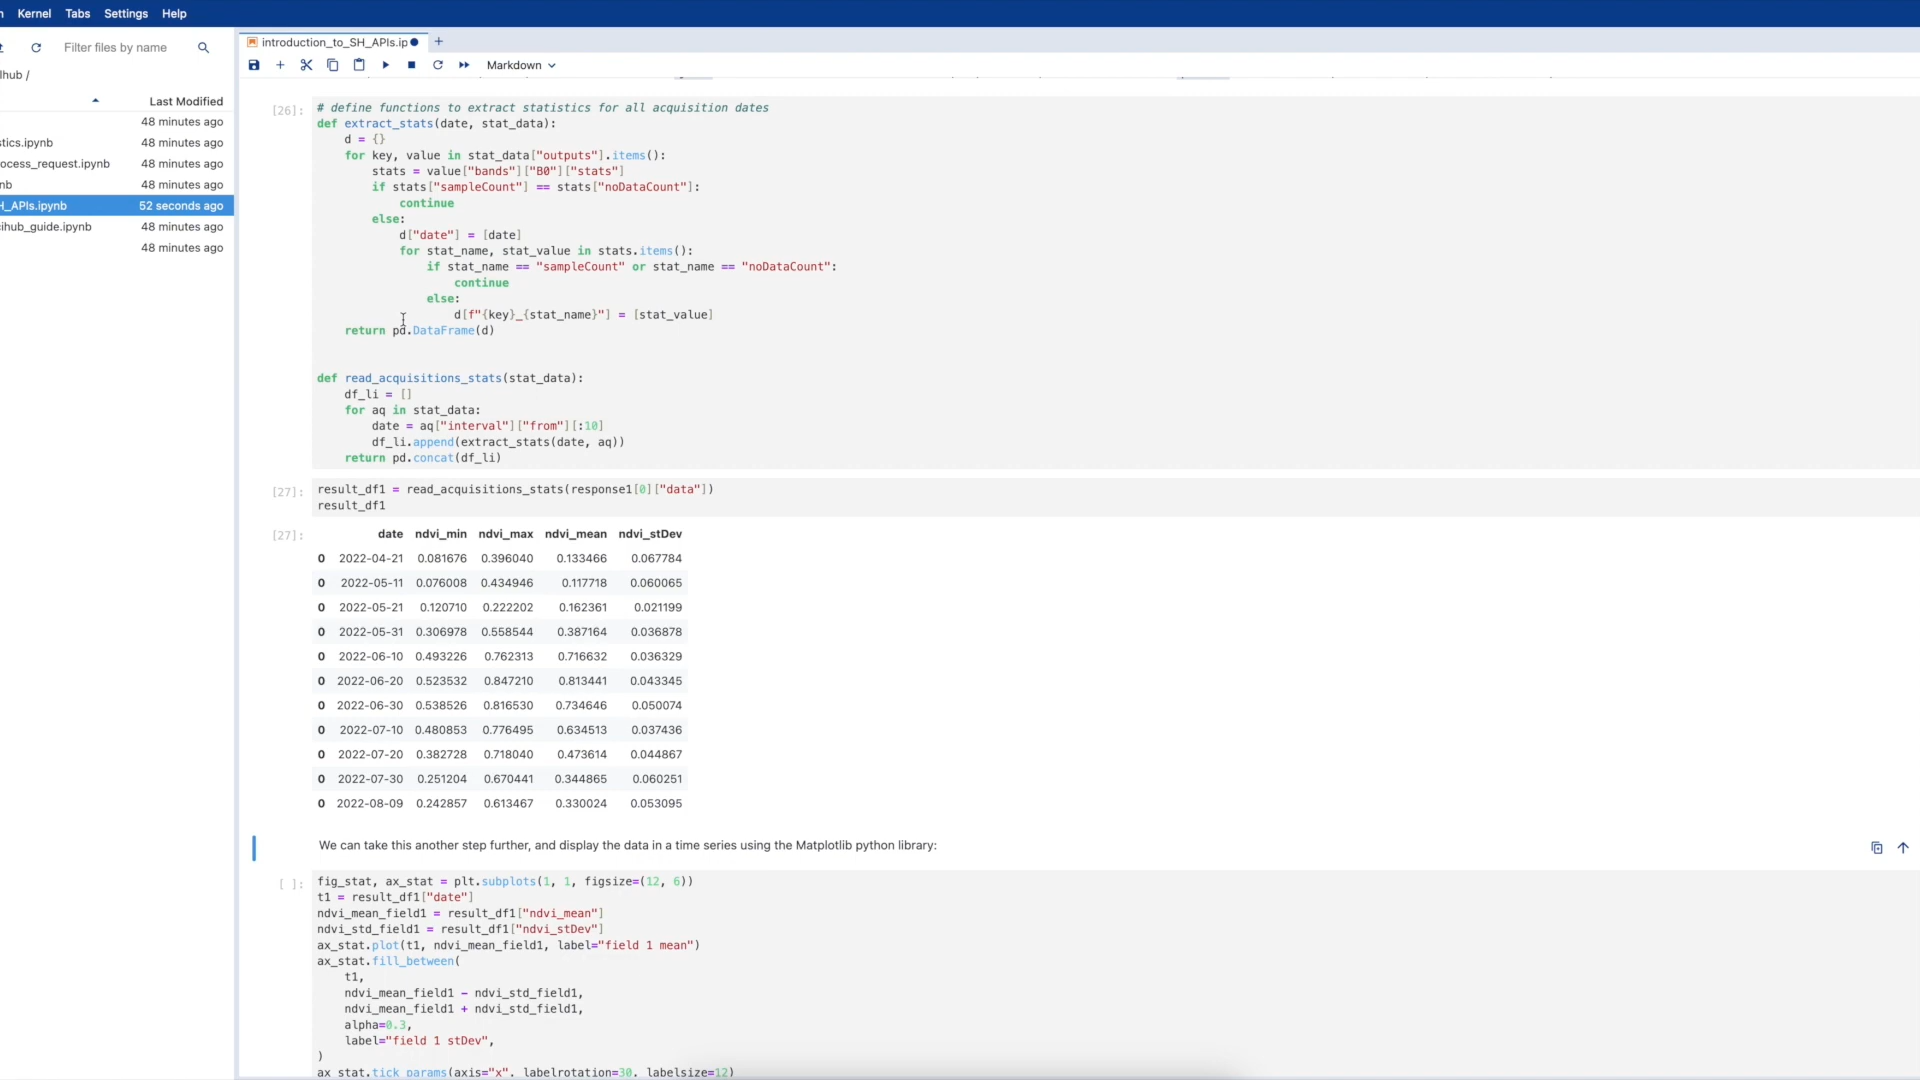 Kernel Tabs Settings Help
Filter files by name
introduction_to_SH_APIs.ip
lhub /
Markdown
Last Modified
48 minutes ago
stics.ipynb 48 minutes ago
ocess_request.ipynb 48 minutes ago
nb 48 minutes ago
H_APIs.ipynb 52 seconds ago
cihub_guide.ipynb 48 minutes ago
48 minutes ago
[26]:
# define functions to extract statistics for all acquisition dates
def extract_stats(date, stat_data):
d = {}
for key, value in stat_data["outputs"].items():
stats = value["bands"]["B0"]["stats"]
if stats["sampleCount"] == stats["noDataCount"]:
continue
else:
d["date"] = [date]
for stat_name, stat_value in stats.items():
if stat_name == "sampleCount" or stat_name == "noDataCount":
continue
else:
d[f"{key}_{stat_name}"] = [stat_value]
return pd.DataFrame(d)
def read_acquisitions_stats(stat_data):
df_li = []
for aq in stat_data:
date = aq["interval"]["from"][:10]
df_li.append(extract_stats(date, aq))
return pd.concat(df_li)
[27]:
result_df1 = read_acquisitions_stats(response1[0]["data"])
result_df1
[27]:
date ndvi_min ndvi_max ndvi_mean ndvi_stDev
0 2022-04-21 0.081676 0.396040 0.133466 0.067784
0 2022-05-11 0.076008 0.434946 0.117718 0.060065
0 2022-05-21 0.120710 0.222202 0.162361 0.021199
0 2022-05-31 0.306978 0.558544 0.387164 0.036878
0 2022-06-10 0.493226 0.762313 0.716632 0.036329
0 2022-06-20 0.523532 0.847210 0.813441 0.043345
0 2022-06-30 0.538526 0.816530 0.734646 0.050074
0 2022-07-10 0.480853 0.776495 0.634513 0.037436
0 2022-07-20 0.382728 0.718040 0.473614 0.044867
0 2022-07-30 0.251204 0.670441 0.344865 0.060251
0 2022-08-09 0.242857 0.613467 0.330024 0.053095
We can take this another step further, and display the data in a time series using the Matplotlib python library:
[ ]:
fig_stat, ax_stat = plt.subplots(1, 1, figsize=(12, 6))
t1 = result_df1["date"]
ndvi_mean_field1 = result_df1["ndvi_mean"]
ndvi_std_field1 = result_df1["ndvi_stDev"]
ax_stat.plot(t1, ndvi_mean_field1, label="field 1 mean")
ax_stat.fill_between(
t1,
ndvi_mean_field1 - ndvi_std_field1,
ndvi_mean_field1 + ndvi_std_field1,
alpha=0.3,
label="field 1 stDev",
)
ax_stat.tick_params(axis="x", labelrotation=30, labelsize=12)